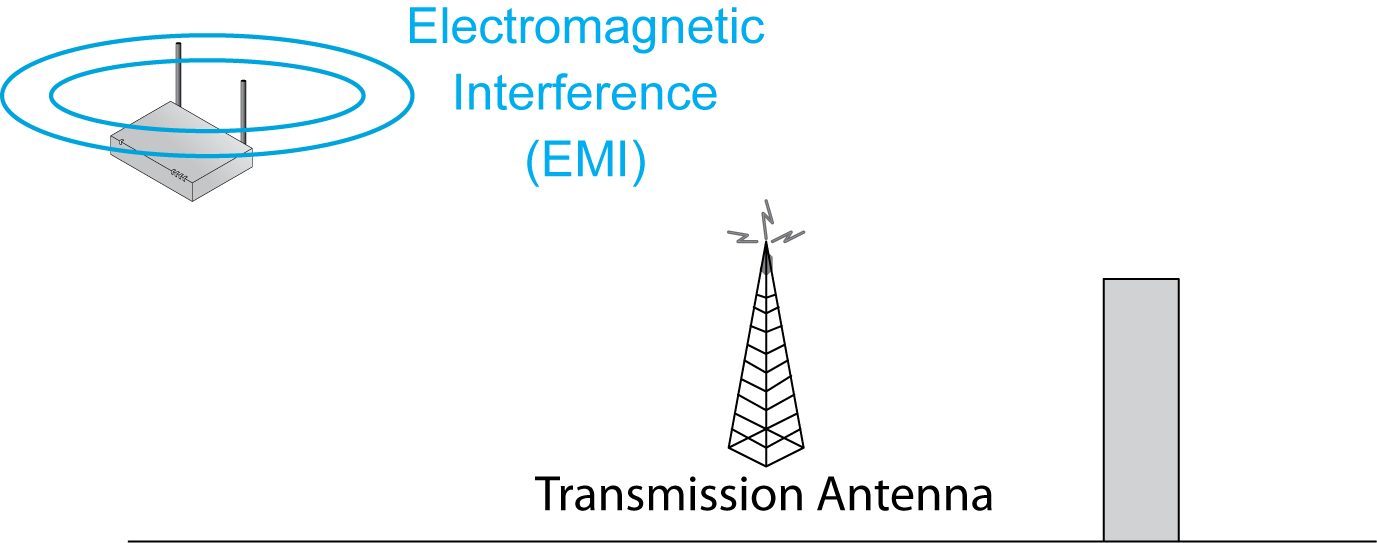 Electromagnetic
Interference
(EMI)
Transmission Antenna